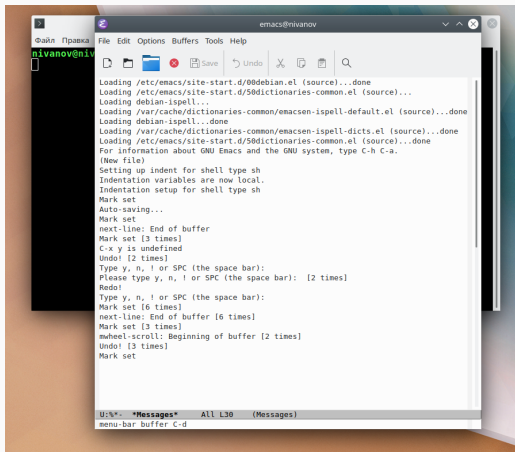 emacs@nivanov
Файл Правка
File Edit Options Buffers Tools Help
nivanov@niv
Save Undo
Loading /etc/emacs/site-start.d/00debian.el (source)...done
Loading /etc/emacs/site-start.d/50dictionaries-common.el (source)...
Loading debian-ispell...
Loading /var/cache/dictionaries-common/emacsen-ispell-default.el (source)...done
Loading debian-ispell...done
Loading /var/cache/dictionaries-common/emacsen-ispell-dicts.el (source)...done
Loading /etc/emacs/site-start.d/50dictionaries-common.el (source)...done
For information about GNU Emacs and the GNU system, type C-h C-a.
(New file)
Setting up indent for shell type sh
Indentation variables are now local.
Indentation setup for shell type sh
Mark set
Auto-saving...
Mark set
next-line: End of buffer
Mark set [3 times]
C-x y is undefined
Undo! [2 times]
Type y, n, ! or SPC (the space bar):
Please type y, n, ! or SPC (the space bar):  [2 times]
Redo!
Type y, n, ! or SPC (the space bar):
Mark set [6 times]
next-line: End of buffer [6 times]
Mark set [3 times]
mwheel-scroll: Beginning of buffer [2 times]
Undo! [3 times]
Mark set
U:%*-  *Messages*     All L30    (Messages)
menu-bar buffer C-d